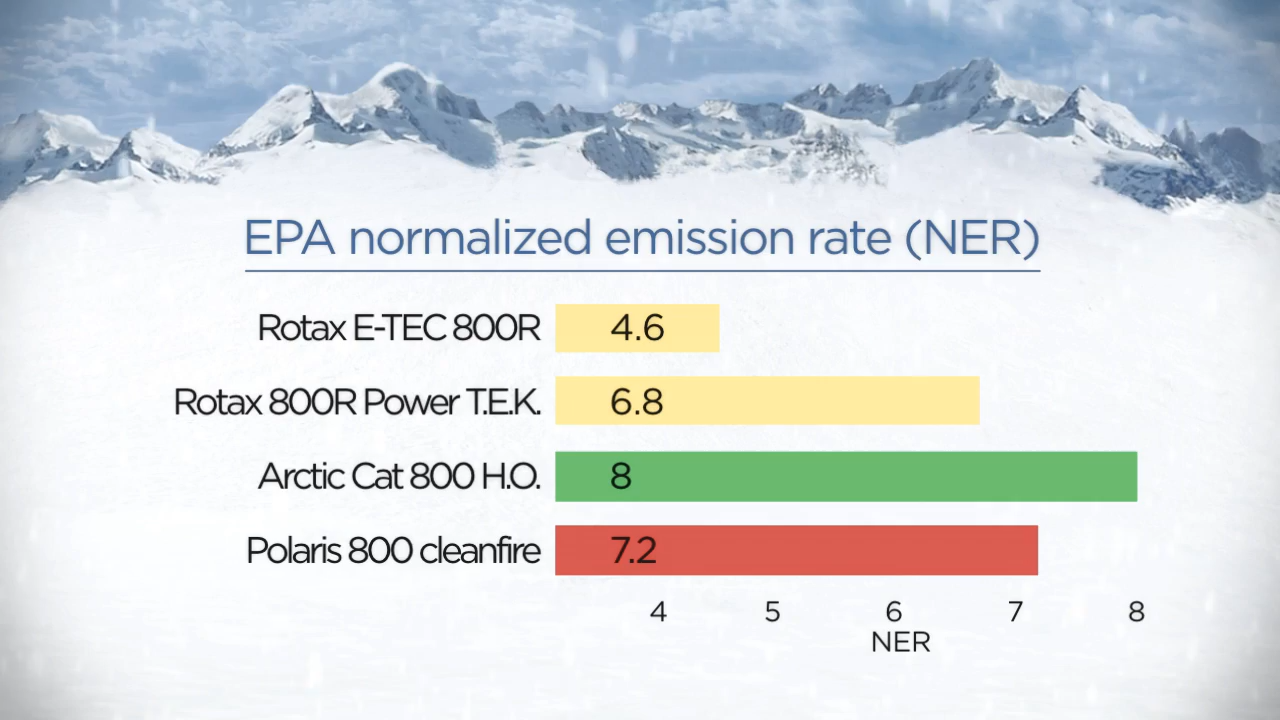 EPA normalized emission rate (NER)
Rotax E-TEC 800R 4.6
Rotax 800R Power T.E.K. 6.8
Arctic Cat 800 H.O. 8
Polaris 800 cleanfire 7.2
4 5 6 7 8
NER